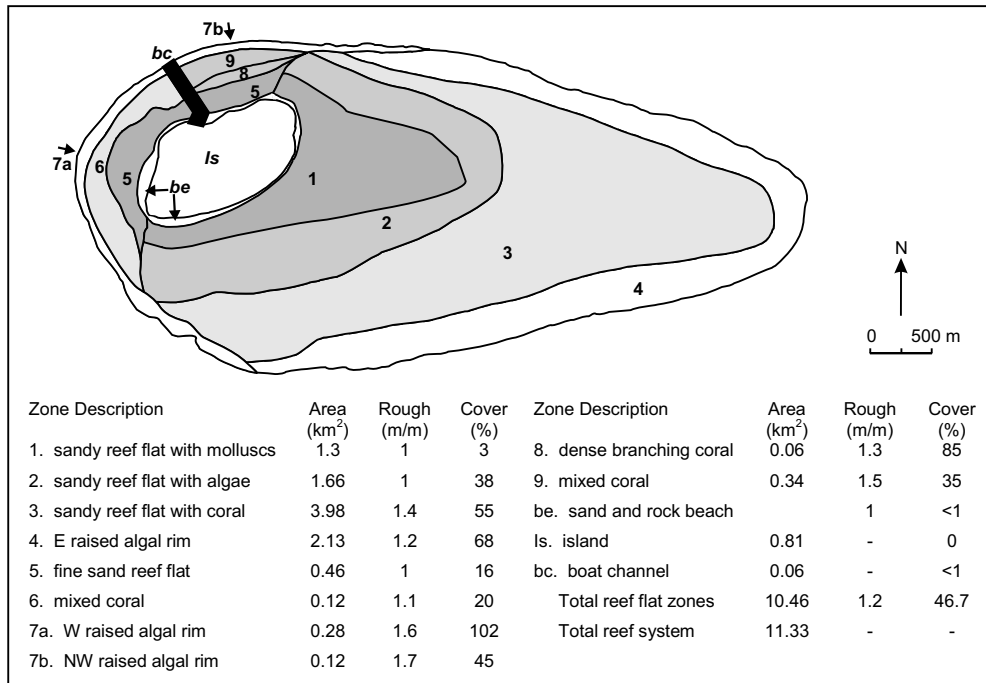 7b
bc
9
8
5
7a
6
5
be
Is
1
2
3
4
N
0 500 m
Zone Description Area (km²) Rough (m/m) Cover (%)
1. sandy reef flat with molluscs 1.3 1 3
2. sandy reef flat with algae 1.66 1 38
3. sandy reef flat with coral 3.98 1.4 55
4. E raised algal rim 2.13 1.2 68
5. fine sand reef flat 0.46 1 16
6. mixed coral 0.12 1.1 20
7a. W raised algal rim 0.28 1.6 102
7b. NW raised algal rim 0.12 1.7 45
Zone Description Area (km²) Rough (m/m) Cover (%)
8. dense branching coral 0.06 1.3 85
9. mixed coral 0.34 1.5 35
be. sand and rock beach 1 <1
Is. island 0.81 - 0
bc. boat channel 0.06 - <1
Total reef flat zones 10.46 1.2 46.7
Total reef system 11.33 - -